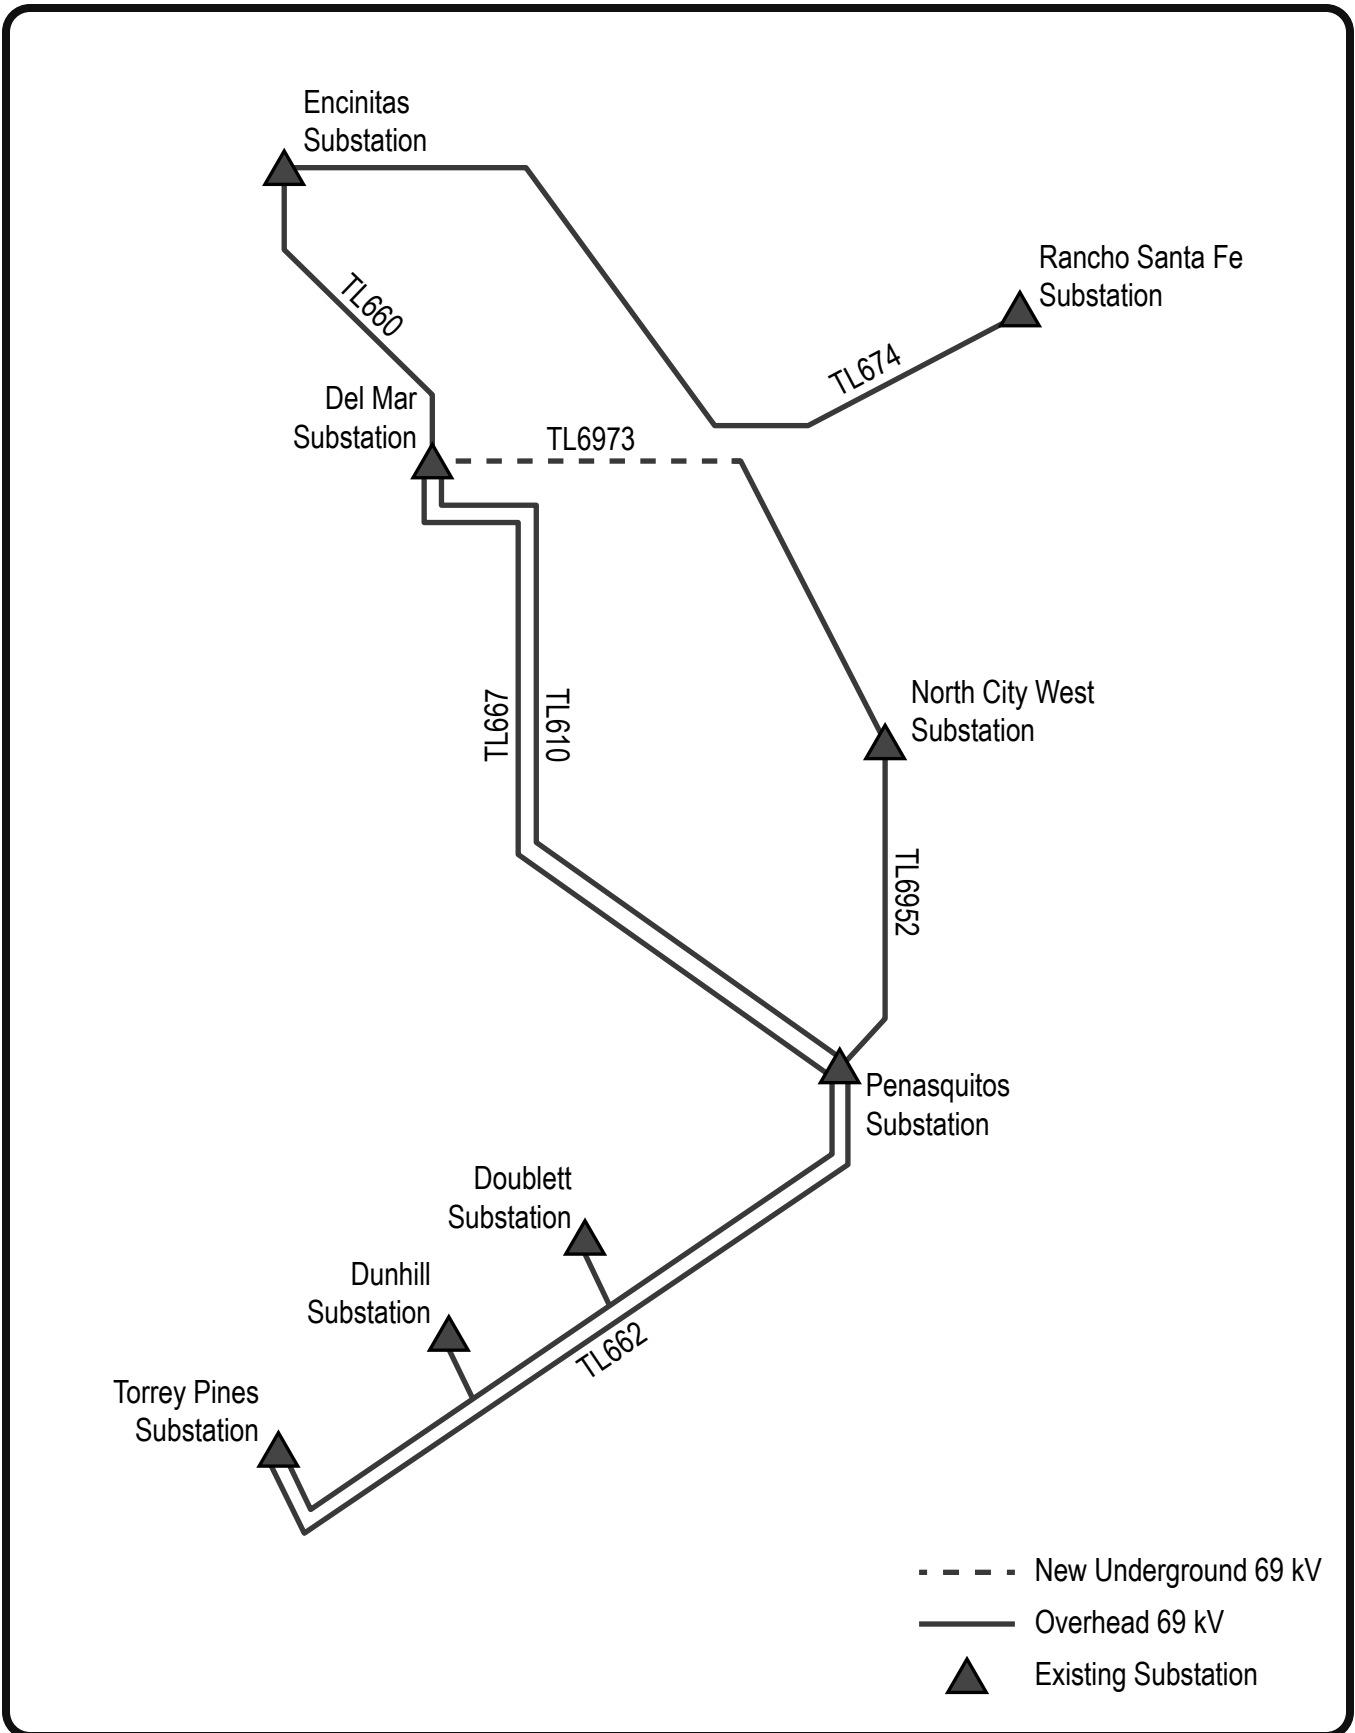 Encinitas
Substation
Rancho Santa Fe
Substation
TL660
TL674
Del Mar
Substation
TL6973
North City West
Substation
TL667
TL610
TL6952
Penasquitos
Substation
Doublett
Substation
Dunhill
Substation
TL662
Torrey Pines
Substation
New Underground 69 kV
Overhead 69 kV
Existing Substation